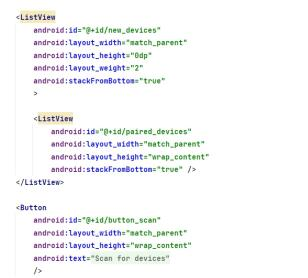 <ListView
android:id="@+id/new_devices"
android:layout_width="match_parent"
android:layout_height="0dp"
android:layout_weight="2"
android:stackFromBottom="true"
>
<ListView
android:id="@+id/paired_devices"
android:layout_width="match_parent"
android:layout_height="wrap_content"
android:stackFromBottom="true" />
</ListView>
<Button
android:id="@+id/button_scan"
android:layout_width="match_parent"
android:layout_height="wrap_content"
android:text="Scan for devices"
/>